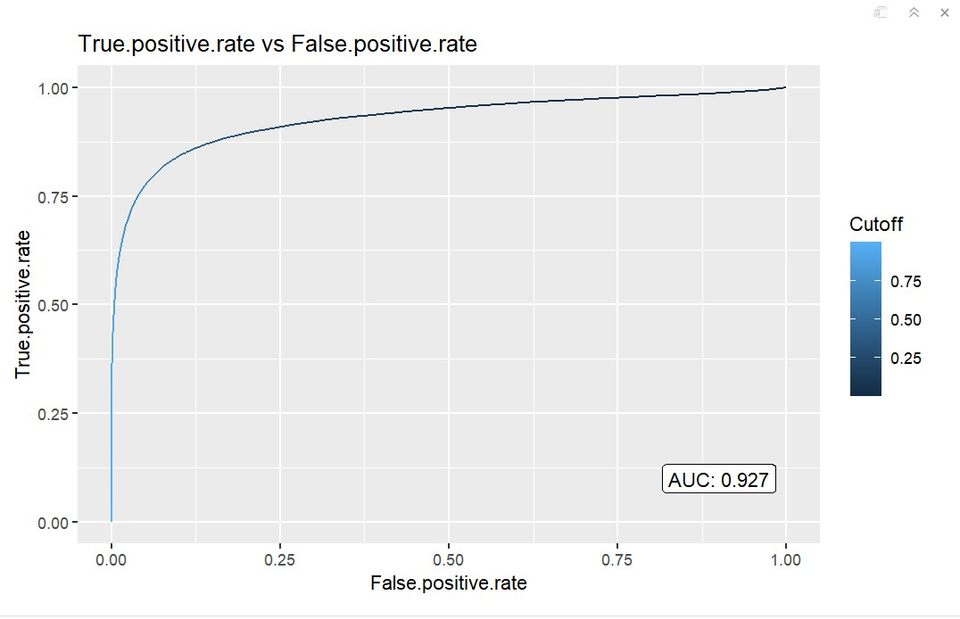 True.positive.rate vs False.positive.rate
True.positive.rate
1.00
0.75
0.50
0.25
0.00
AUC: 0.927
0.00 0.25 0.50 0.75 1.00
False.positive.rate
Cutoff
0.75
0.50
0.25